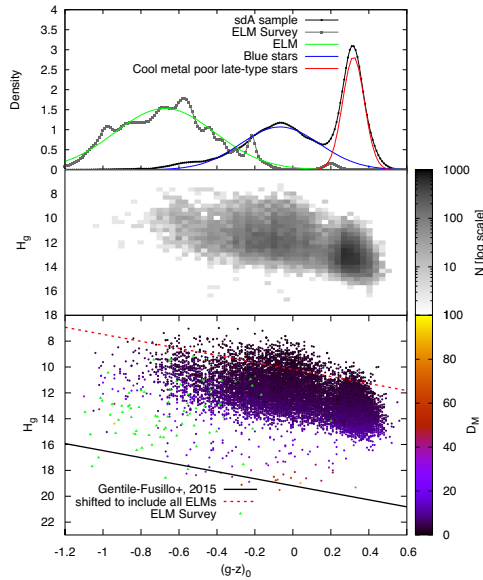 sdA sample
ELM Survey
ELM
Blue stars
Cool metal poor late-type stars
Density
4
3.5
3
2.5
2
1.5
1
0.5
0
H_g
8
10
12
14
16
18
1000
100
10
1
N [log scale]
H_g
8
10
12
14
16
18
19
20
21
22
Gentile-Fusillo+, 2015
shifted to include all ELMs
ELM Survey
-1.2 -1 -0.8 -0.6 -0.4 -0.2 0 0.2 0.4 0.6
(g-z)_0
100
80
60
40
20
0
D_M